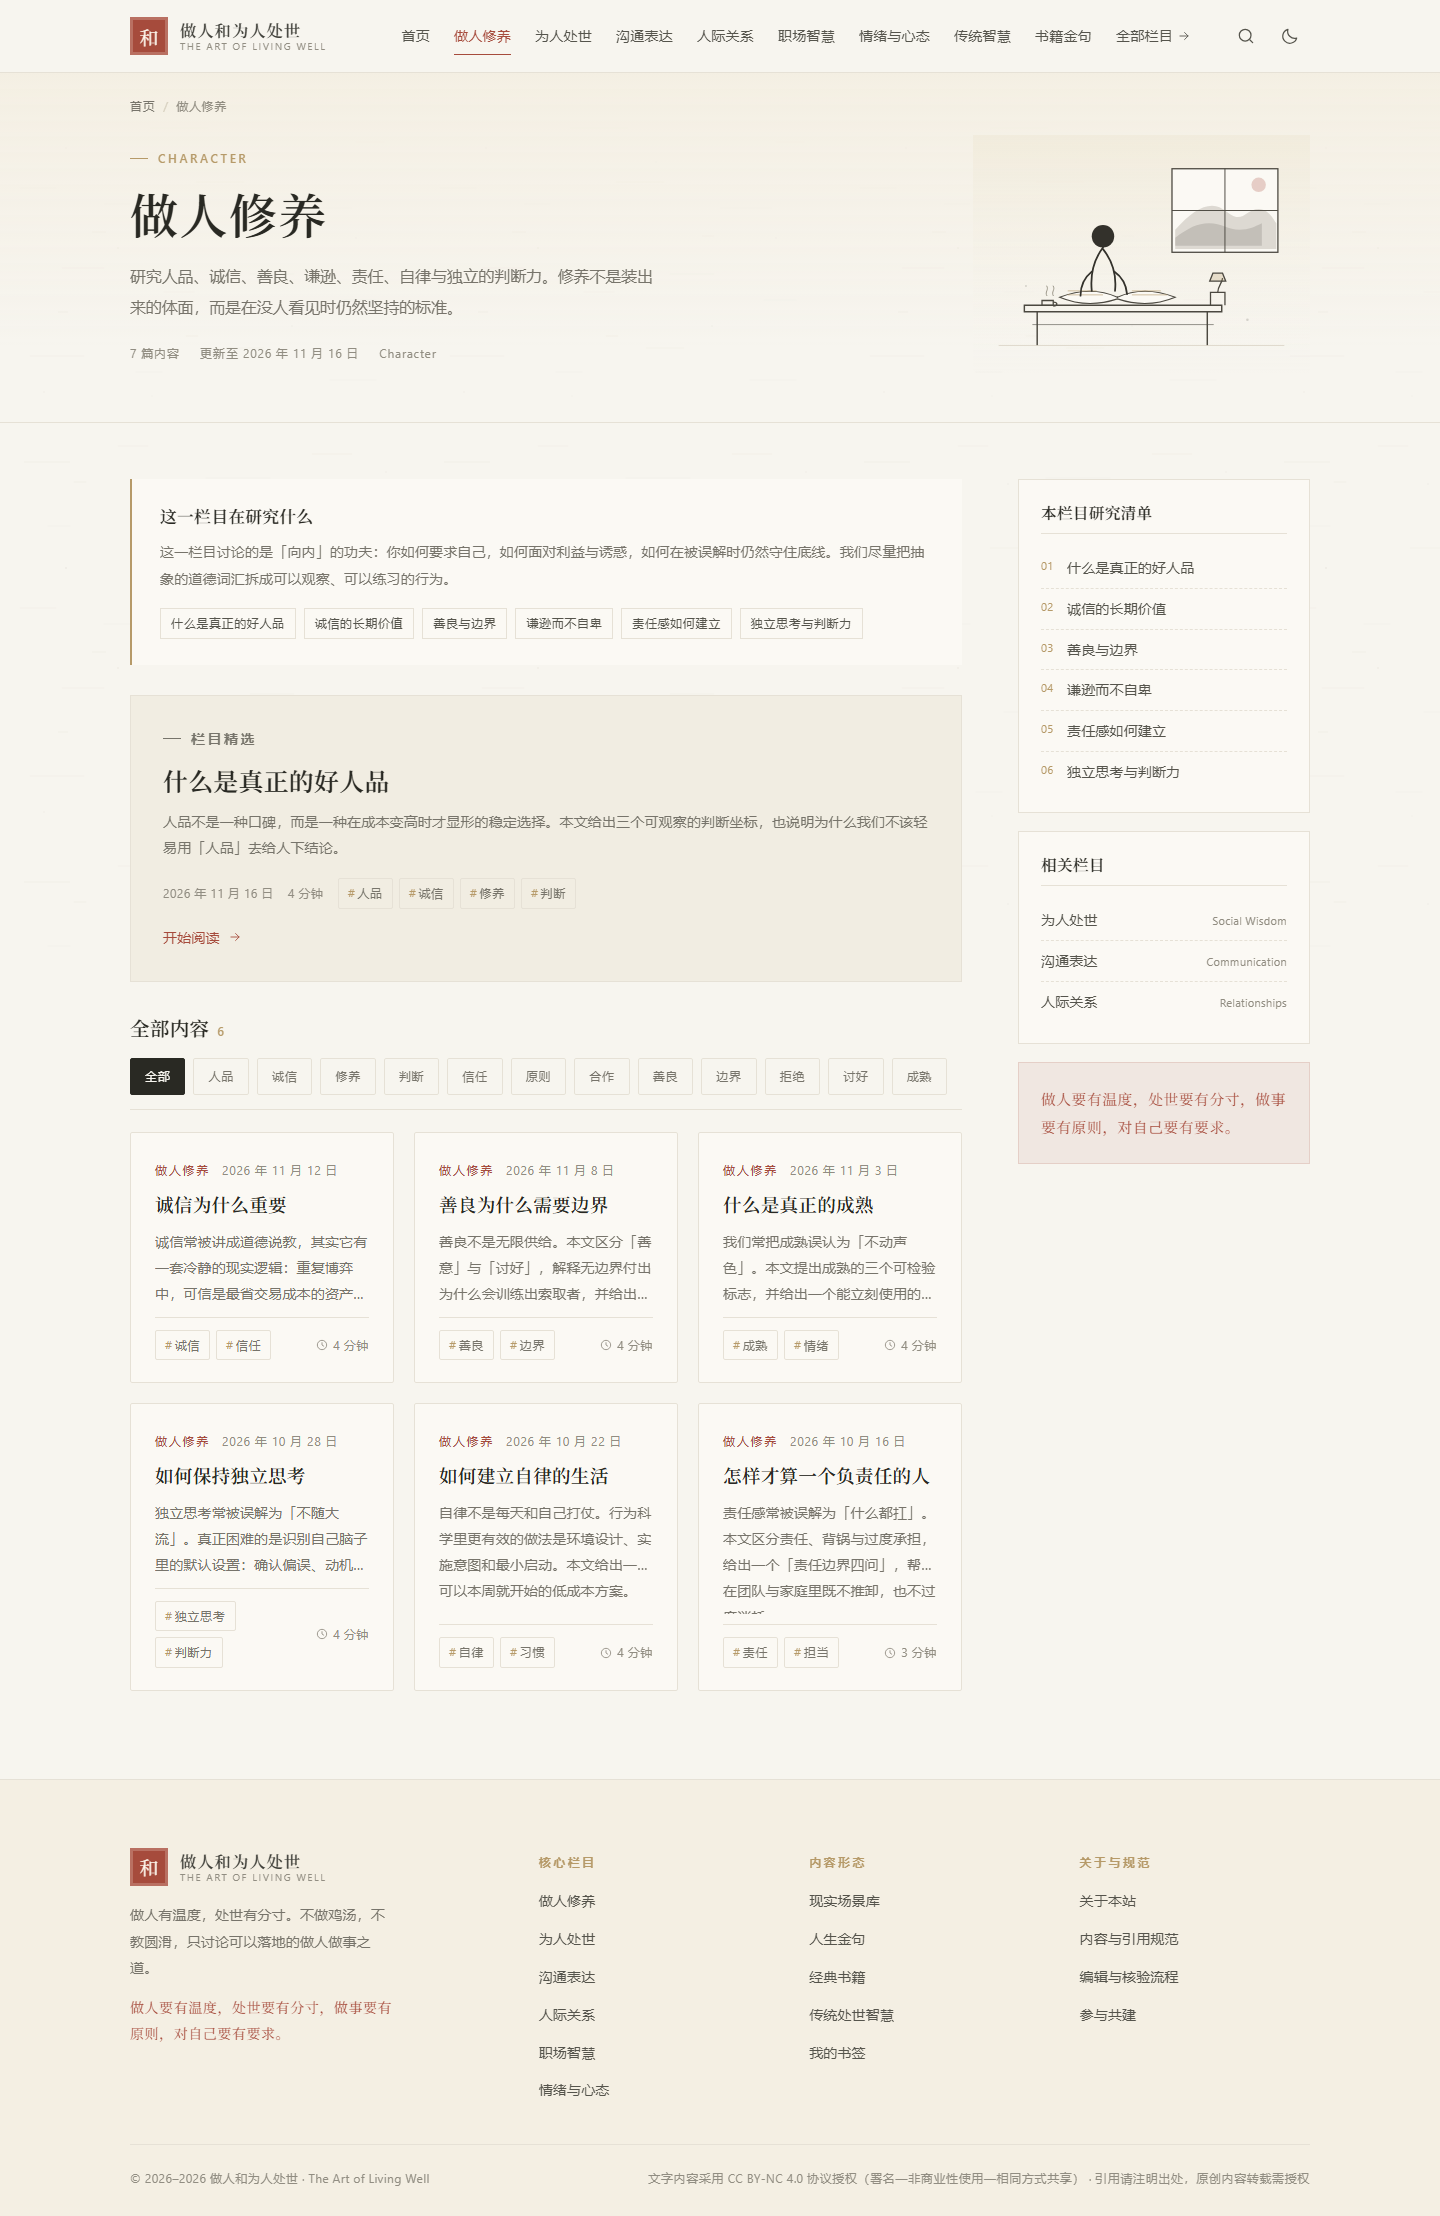 和
做人和为人处世
THE ART OF LIVING WELL
首页 做人修养 为人处世 沟通表达 人际关系 职场智慧 情绪与心态 传统智慧 书籍金句 全部栏目 →
首页 / 做人修养
CHARACTER
做人修养
研究人品、诚信、善良、谦逊、责任、自律与独立的判断力。修养不是装出
来的体面，而是在没人看见时仍然坚持的标准。
7 篇内容 更新至 2026 年 11 月 16 日 Character
这一栏目在研究什么
这一栏目讨论的是「向内」的功夫：你如何要求自己，如何面对利益与诱惑，如何在被误解时仍然守住底线。我们尽量把抽
象的道德词汇拆成可以观察、可以练习的行为。
什么是真正的好人品 诚信的长期价值 善良与边界 谦逊而不自卑 责任感如何建立 独立思考与判断力
栏目精选
什么是真正的好人品
人品不是一种口碑，而是一种在成本变高时才显形的稳定选择。本文给出三个可观察的判断坐标，也说明为什么我们不该轻
易用「人品」去给人下结论。
2026 年 11 月 16 日 4 分钟 #人品 #诚信 #修养 #判断
开始阅读 →
全部内容 6
全部 人品 诚信 修养 判断 信任 原则 合作 善良 边界 拒绝 讨好 成熟
做人修养 2026 年 11 月 12 日
诚信为什么重要
诚信常被讲成道德说教，其实它有
一套冷静的现实逻辑：重复博弈
中，可信是最省交易成本的资产…
#诚信 #信任 4 分钟
做人修养 2026 年 11 月 8 日
善良为什么需要边界
善良不是无限供给。本文区分「善
意」与「讨好」，解释无边界付出
为什么会训练出索取者，并给出…
#善良 #边界 4 分钟
做人修养 2026 年 11 月 3 日
什么是真正的成熟
我们常把成熟误认为「不动声
色」。本文提出成熟的三个可检验
标志，并给出一个能立刻使用的…
#成熟 #情绪 4 分钟
做人修养 2026 年 10 月 28 日
如何保持独立思考
独立思考常被误解为「不随大
流」。真正困难的是识别自己脑子
里的默认设置：确认偏误、动机…
#独立思考
#判断力
4 分钟
做人修养 2026 年 10 月 22 日
如何建立自律的生活
自律不是每天和自己打仗。行为科
学里更有效的做法是环境设计、实
施意图和最小启动。本文给出一…
可以本周就开始的低成本方案。
#自律 #习惯 4 分钟
做人修养 2026 年 10 月 16 日
怎样才算一个负责任的人
责任感常被误解为「什么都扛」。
本文区分责任、背锅与过度承担，
给出一个「责任边界四问」，帮…
在团队与家庭里既不推卸，也不过
#责任 #担当 3 分钟
本栏目研究清单
01 什么是真正的好人品
02 诚信的长期价值
03 善良与边界
04 谦逊而不自卑
05 责任感如何建立
06 独立思考与判断力
相关栏目
为人处世 Social Wisdom
沟通表达 Communication
人际关系 Relationships
做人要有温度，处世要有分寸，做事
要有原则，对自己要有要求。
和
做人和为人处世
THE ART OF LIVING WELL
做人有温度，处世有分寸。不做鸡汤，不
教圆滑，只讨论可以落地的做人做事之
道。
做人要有温度，处世要有分寸，做事要有
原则，对自己要有要求。
核心栏目
做人修养
为人处世
沟通表达
人际关系
职场智慧
情绪与心态
内容形态
现实场景库
人生金句
经典书籍
传统处世智慧
我的书签
关于与规范
关于本站
内容与引用规范
编辑与核验流程
参与共建
© 2026–2026 做人和为人处世 · The Art of Living Well
文字内容采用 CC BY-NC 4.0 协议授权（署名—非商业性使用—相同方式共享） · 引用请注明出处，原创内容转载需授权